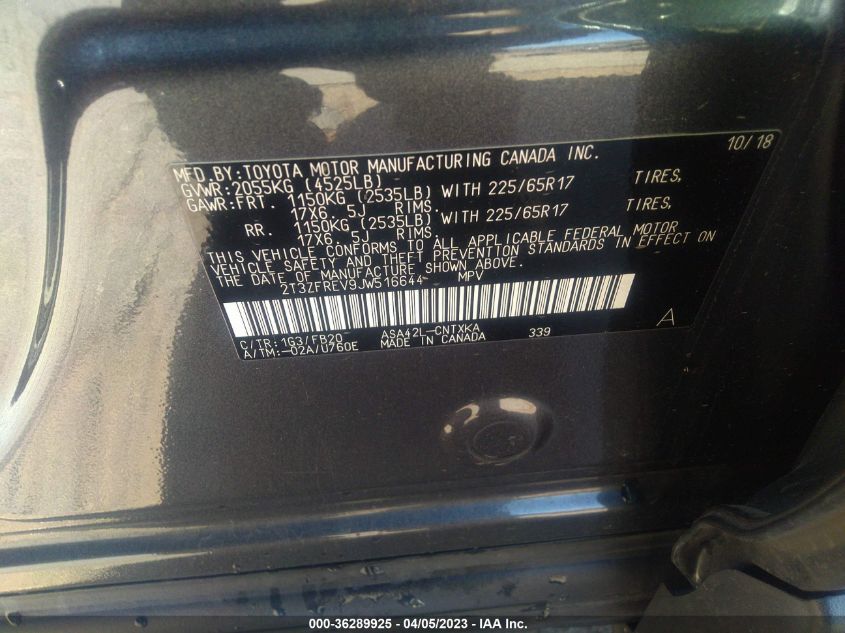 10/18
MFD.BY:TOYOTA MOTOR MANUFACTURING CANADA INC.
GVWR:2055KG (4525LB)
GAWR:FRT. 1150KG (2535LB) WITH 225/65R17 TIRES,
17X6.5J RIMS.
RR. 1150KG (2535LB) WITH 225/65R17 TIRES,
17X6.5J RIMS.
THIS VEHICLE CONFORMS TO ALL APPLICABLE FEDERAL MOTOR
VEHICLE SAFETY AND THEFT PREVENTION STANDARDS IN EFFECT ON
THE DATE OF MANUFACTURE SHOWN ABOVE.
2T3ZFREV9JW516644 MPV
A
C/TR:1G3/FB20 ASA42L-CNTXKA 339
A/TM:-02A/U760E MADE IN CANADA
000-36289925 - 04/05/2023 - IAA Inc.